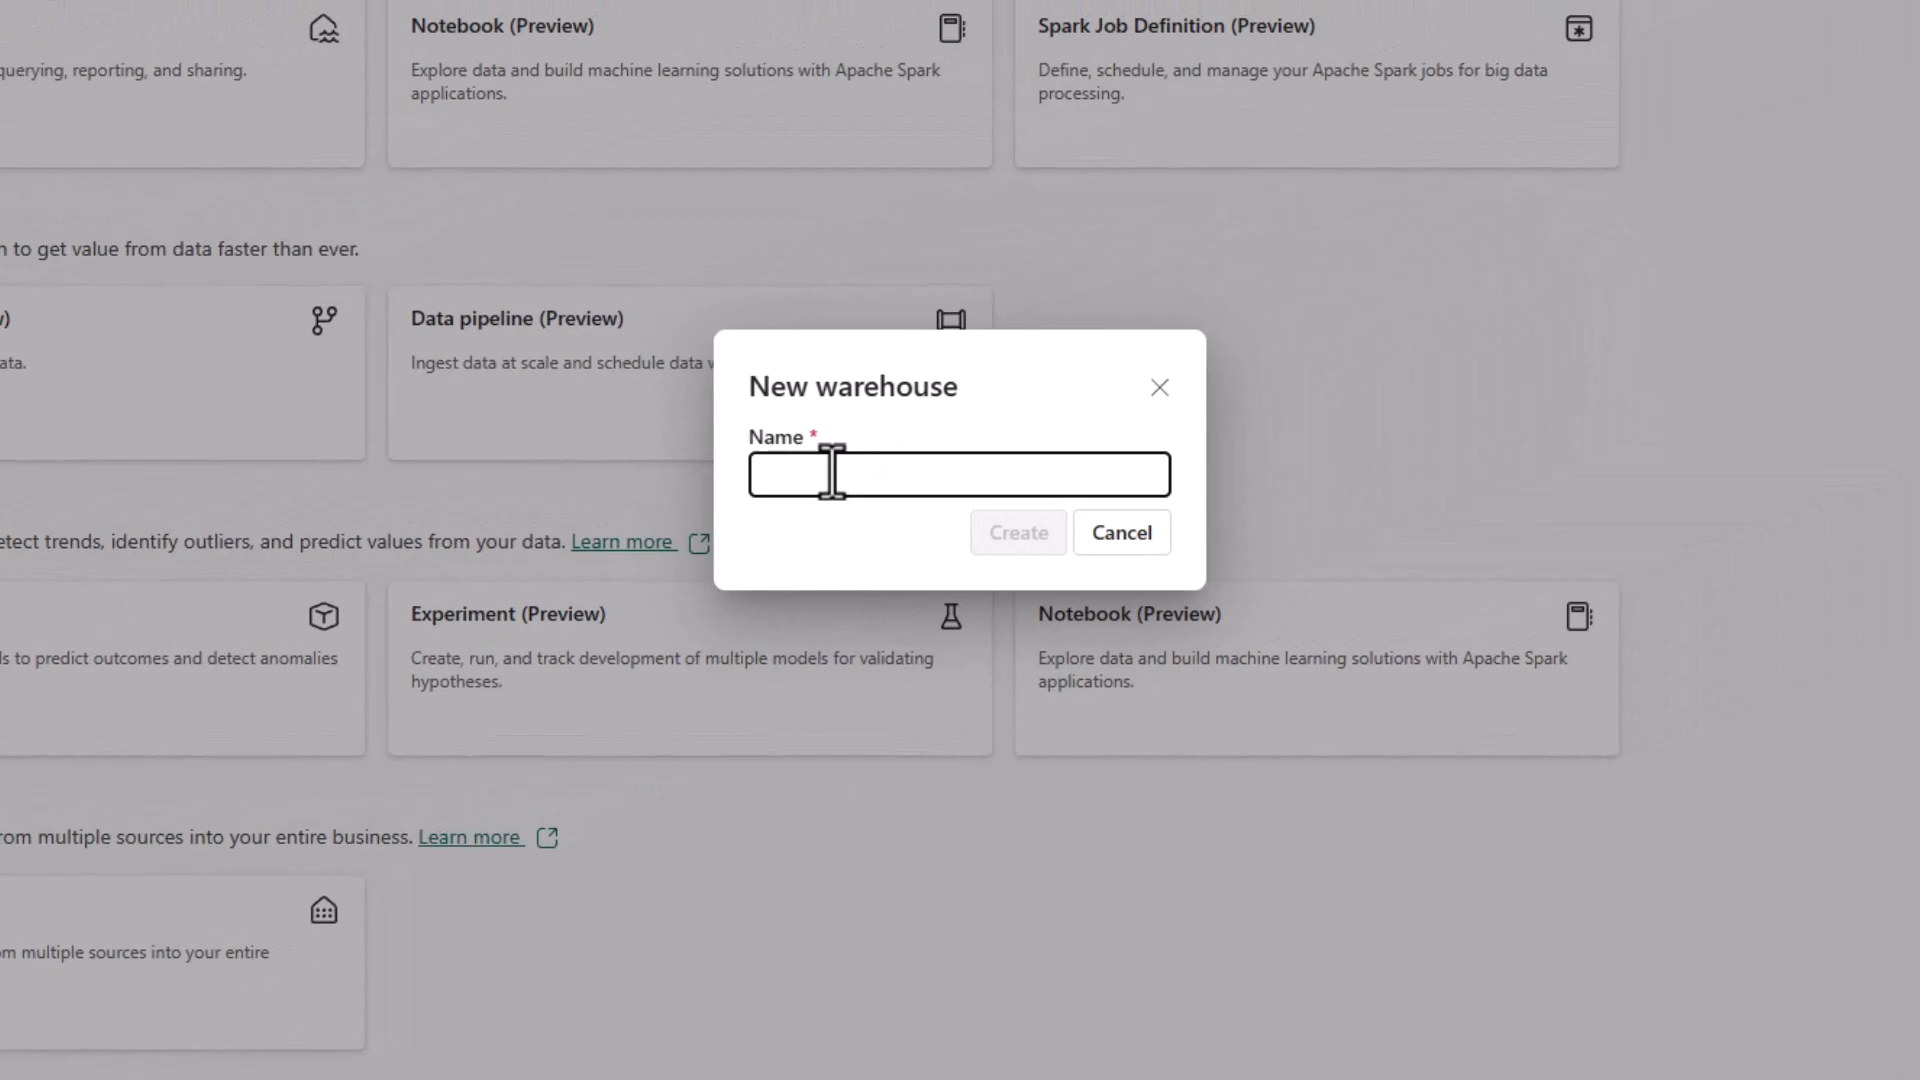 Notebook (Preview)
Spark Job Definition (Preview)
querying, reporting, and sharing.
Explore data and build machine learning solutions with Apache Spark
applications.
Define, schedule, and manage your Apache Spark jobs for big data
processing.
to get value from data faster than ever.
Data pipeline (Preview)
Ingest data at scale and schedule data
New warehouse
Name *
Create
Cancel
etect trends, identify outliers, and predict values from your data. Learn more
Experiment (Preview)
Notebook (Preview)
ls to predict outcomes and detect anomalies
Create, run, and track development of multiple models for validating
hypotheses.
Explore data and build machine learning solutions with Apache Spark
applications.
rom multiple sources into your entire business. Learn more
om multiple sources into your entire